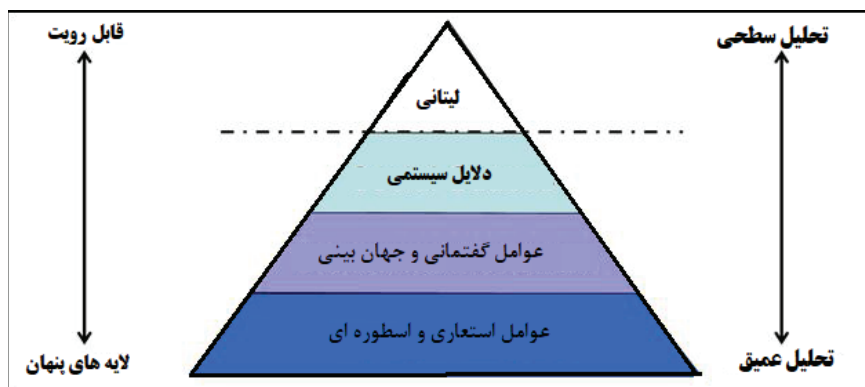 تحلیل سطحی
قابل رویت
لیتانی
دلایل سیستمی
عوامل گفتمانی و جهان بینی
عوامل استعاری و اسطوره ای
تحلیل عمیق
لایه های پنهان